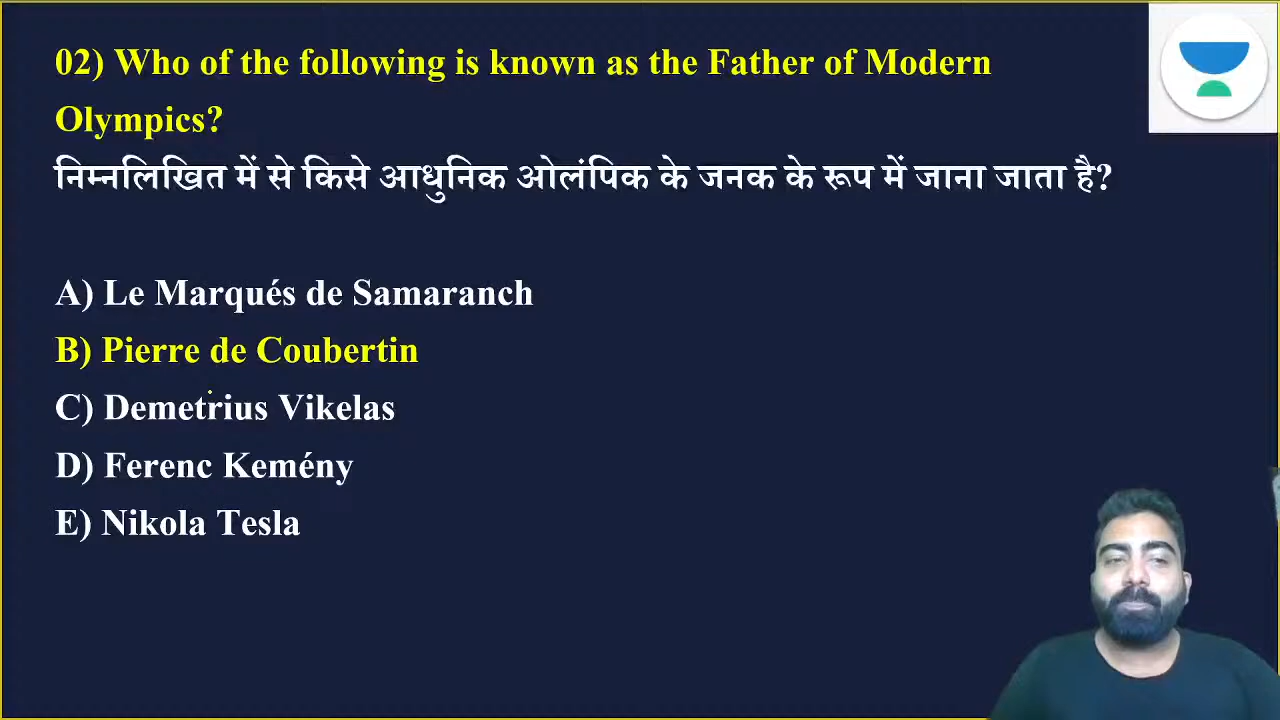 02) Who of the following is known as the Father of Modern
Olympics?
निम्नलिखित में से किसे आधुनिक ओलंपिक के जनक के रूप में जाना जाता है?
A) Le Marqués de Samaranch
B) Pierre de Coubertin
C) Demetrius Vikelas
D) Ferenc Kemény
E) Nikola Tesla